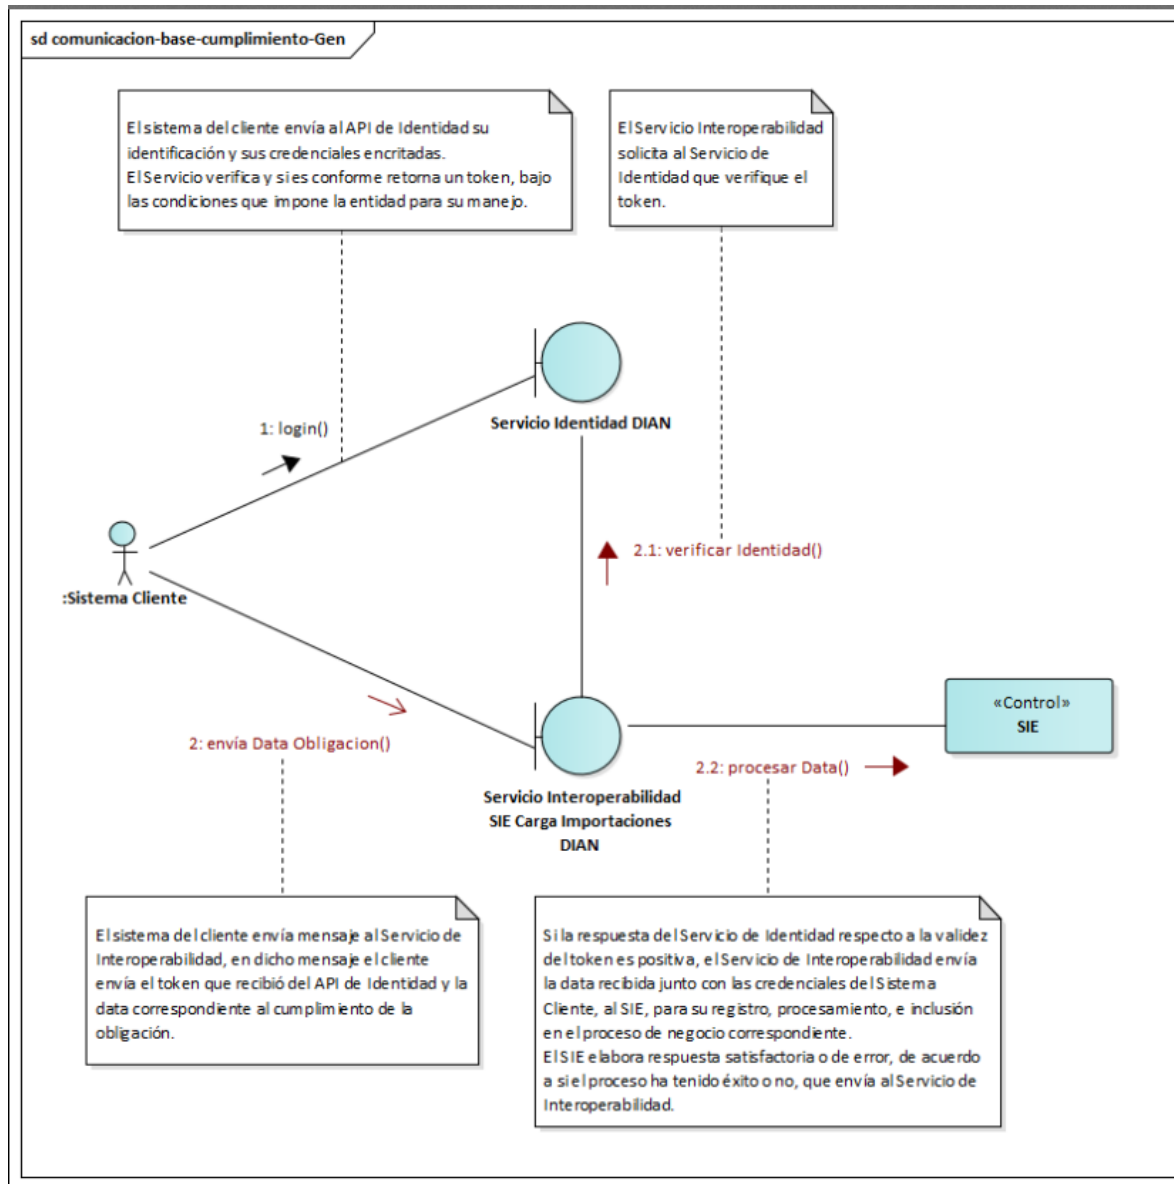 sd comunicacion-base-cumplimiento-Gen
El sistema del cliente envía al API de Identidad su
identificación y sus credenciales encritadas.
El Servicio verifica y si es conforme retorna un token, bajo
las condiciones que impone la entidad para su manejo.
El Servicio Interoperabilidad
solicita al Servicio de
Identidad que verifique el
token.
1: login()
Servicio Identidad DIAN
2.1: verificar Identidad()
:Sistema Cliente
«Control»
SIE
2: envía Data Obligacion()
2.2: procesar Data()
Servicio Interoperabilidad
SIE Carga Importaciones
DIAN
El sistema del cliente envía mensaje al Servicio de
Interoperabilidad, en dicho mensaje el cliente
envía el token que recibió del API de Identidad y la
data correspondiente al cumplimiento de la
obligación.
Si la respuesta del Servicio de Identidad respecto a la validez
del token es positiva, el Servicio de Interoperabilidad envía
la data recibida junto con las credenciales del Sistema
Cliente, al SIE, para su registro, procesamiento, e inclusión
en el proceso de negocio correspondiente.
El SIE elabora respuesta satisfactoria o de error, de acuerdo
a si el proceso ha tenido éxito o no, que envía al Servicio de
Interoperabilidad.